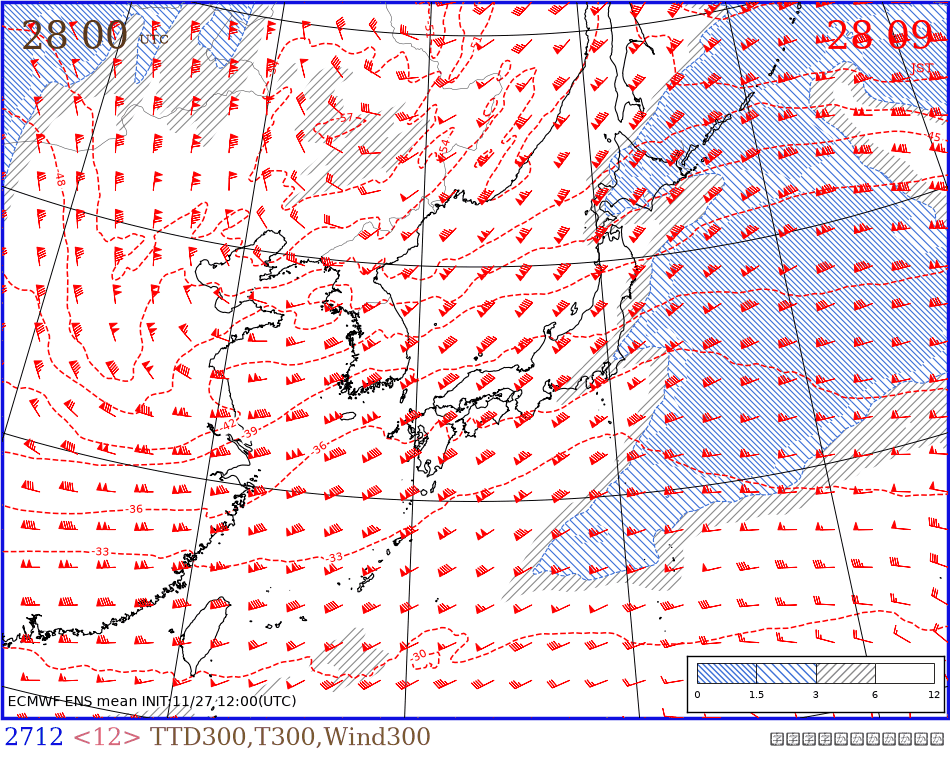 28 00 UTC
28 09 JST
-57
-54
-51
-48
-45
-42
-39
-36
-36
-33
-33
-30
0 1.5 3 6 12
ECMWF ENS mean INIT:11/27,12:00(UTC)
2712 <12> TTD300,T300,Wind300